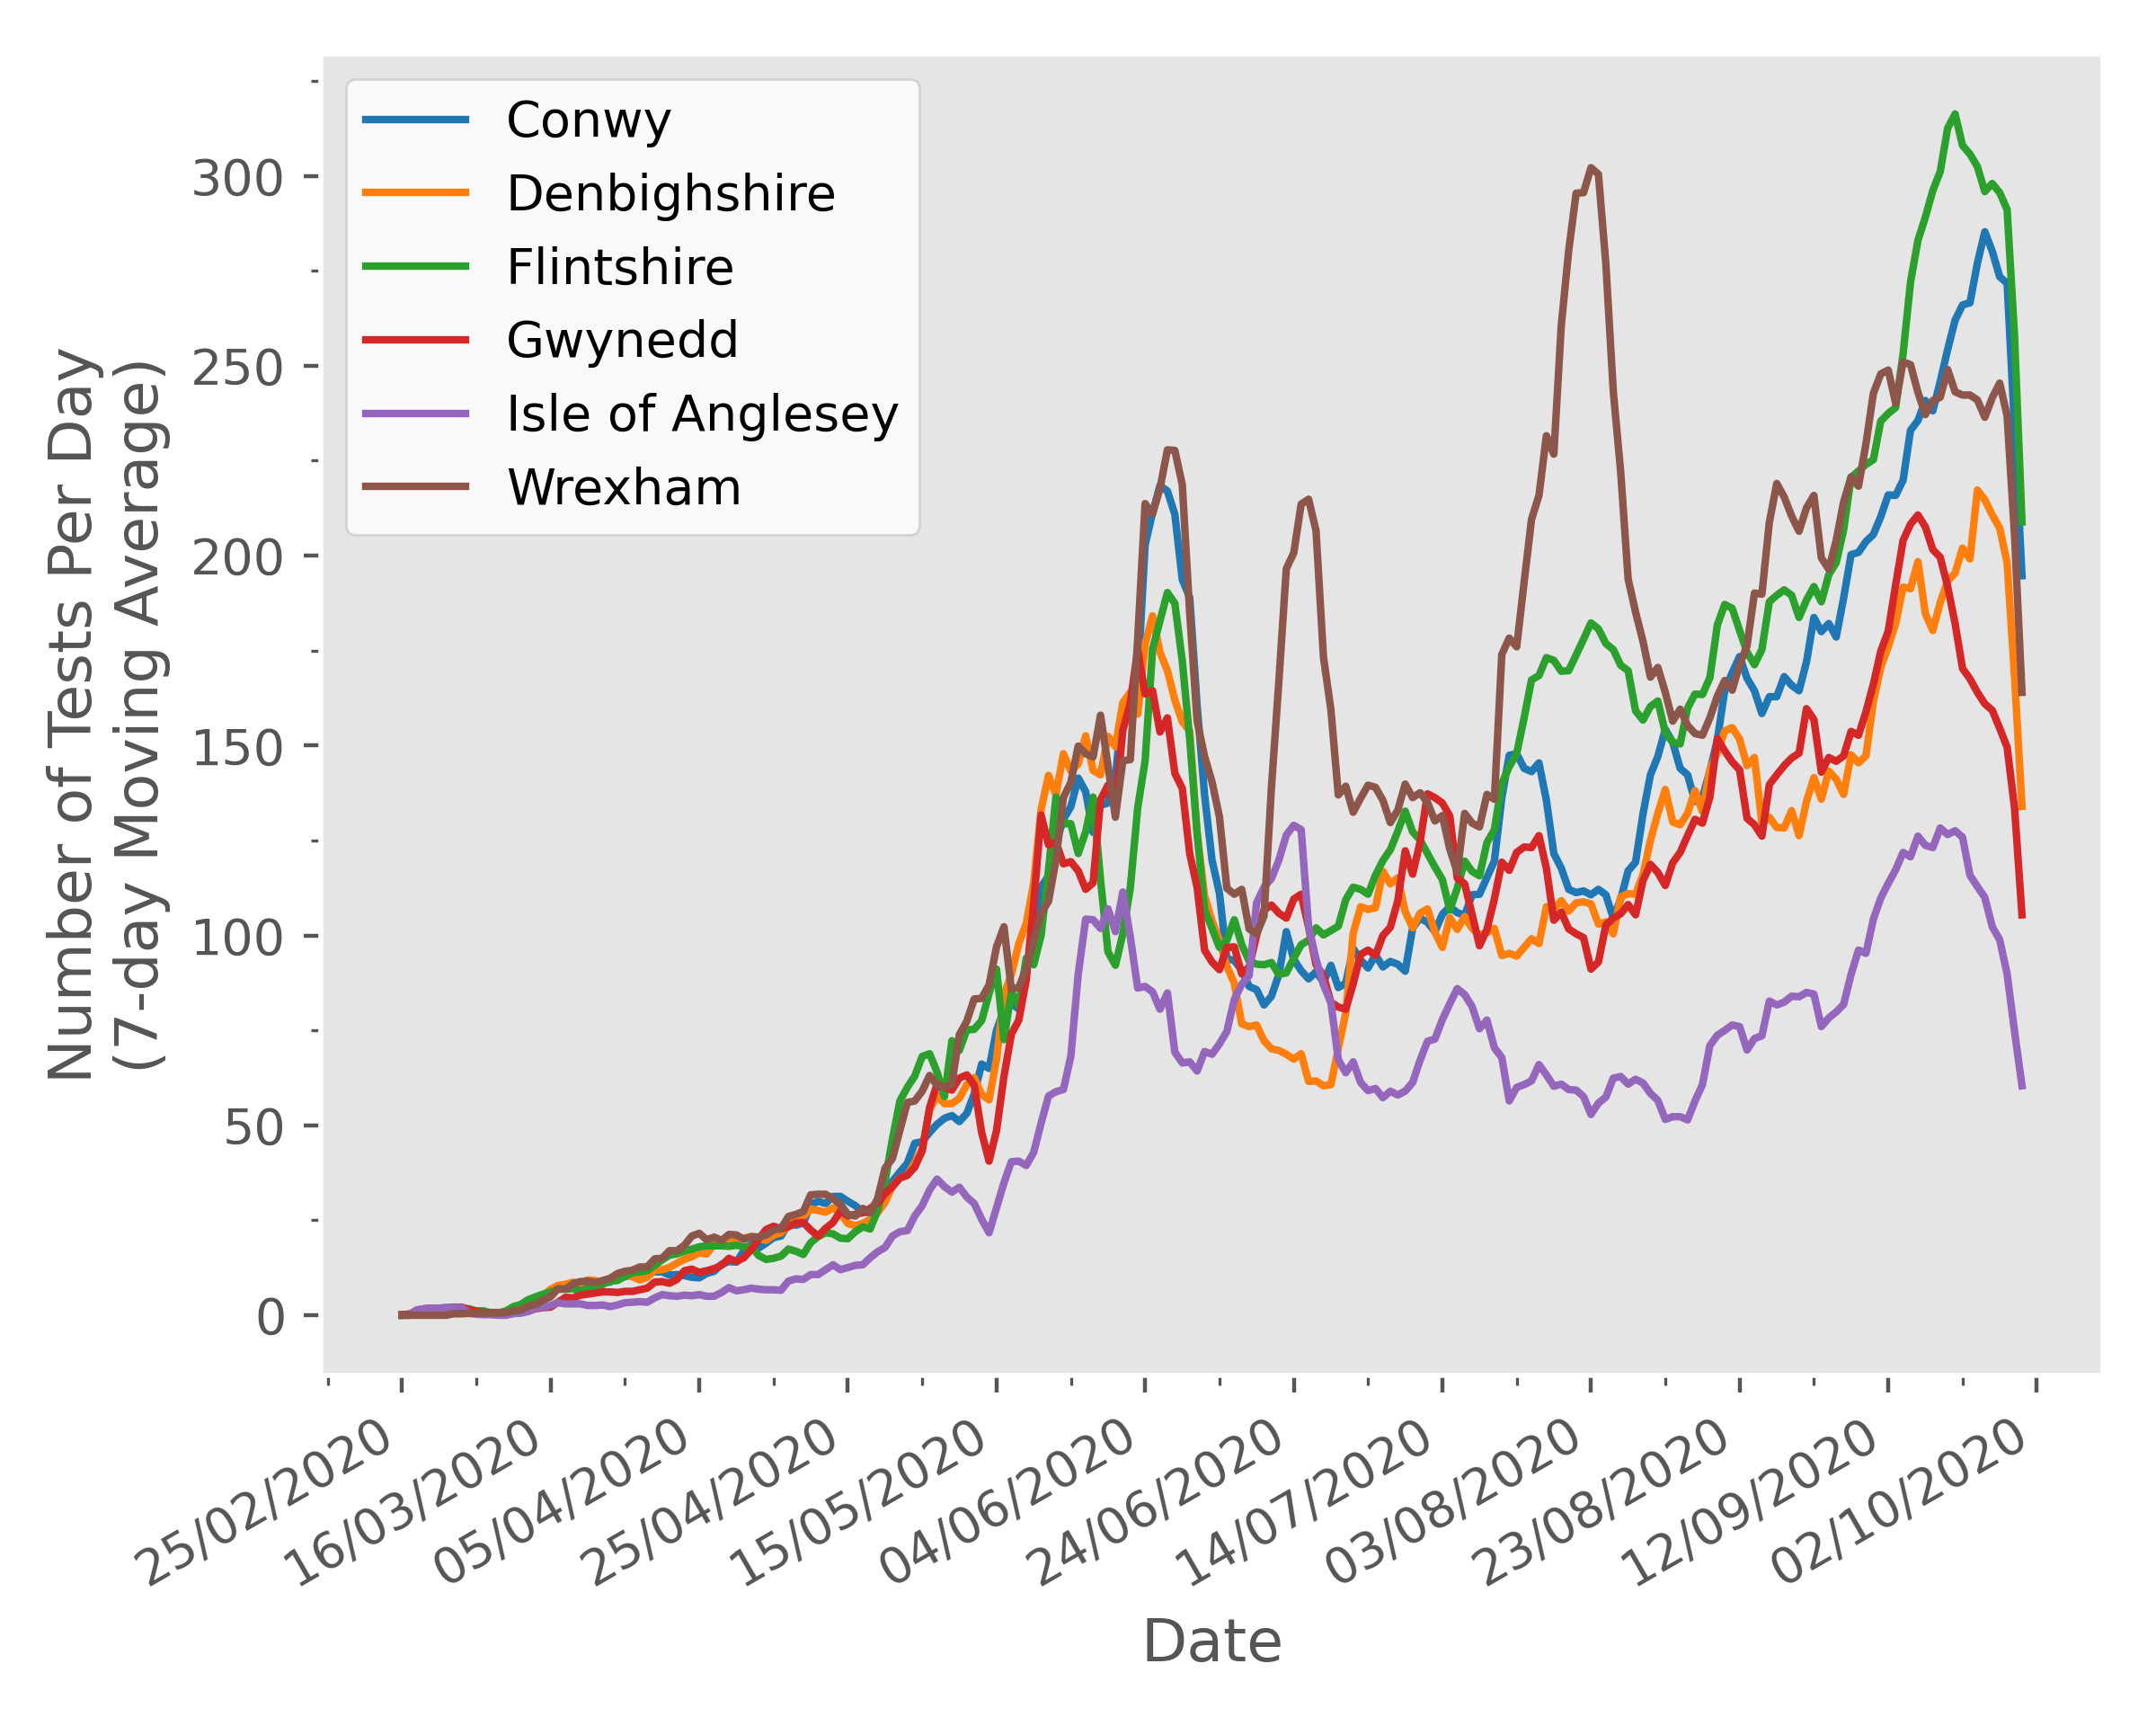 Number of Tests Per Day
(7-day Moving Average)
300
250
200
150
100
50
0
Conwy
Denbighshire
Flintshire
Gwynedd
Isle of Anglesey
Wrexham
25/02/2020
16/03/2020
05/04/2020
25/04/2020
15/05/2020
04/06/2020
24/06/2020
14/07/2020
03/08/2020
23/08/2020
12/09/2020
02/10/2020
Date